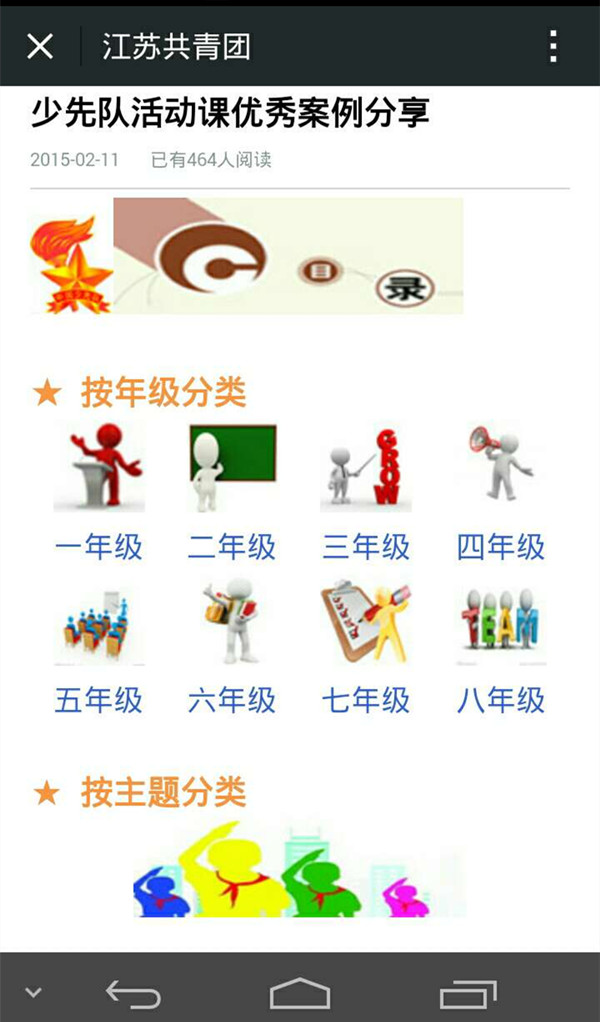 江苏共青团
少先队活动课优秀案例分享
2015-02-11 已有464人阅读
目录
★ 按年级分类
GROW
一年级 二年级 三年级 四年级
TEAM
五年级 六年级 七年级 八年级
★ 按主题分类